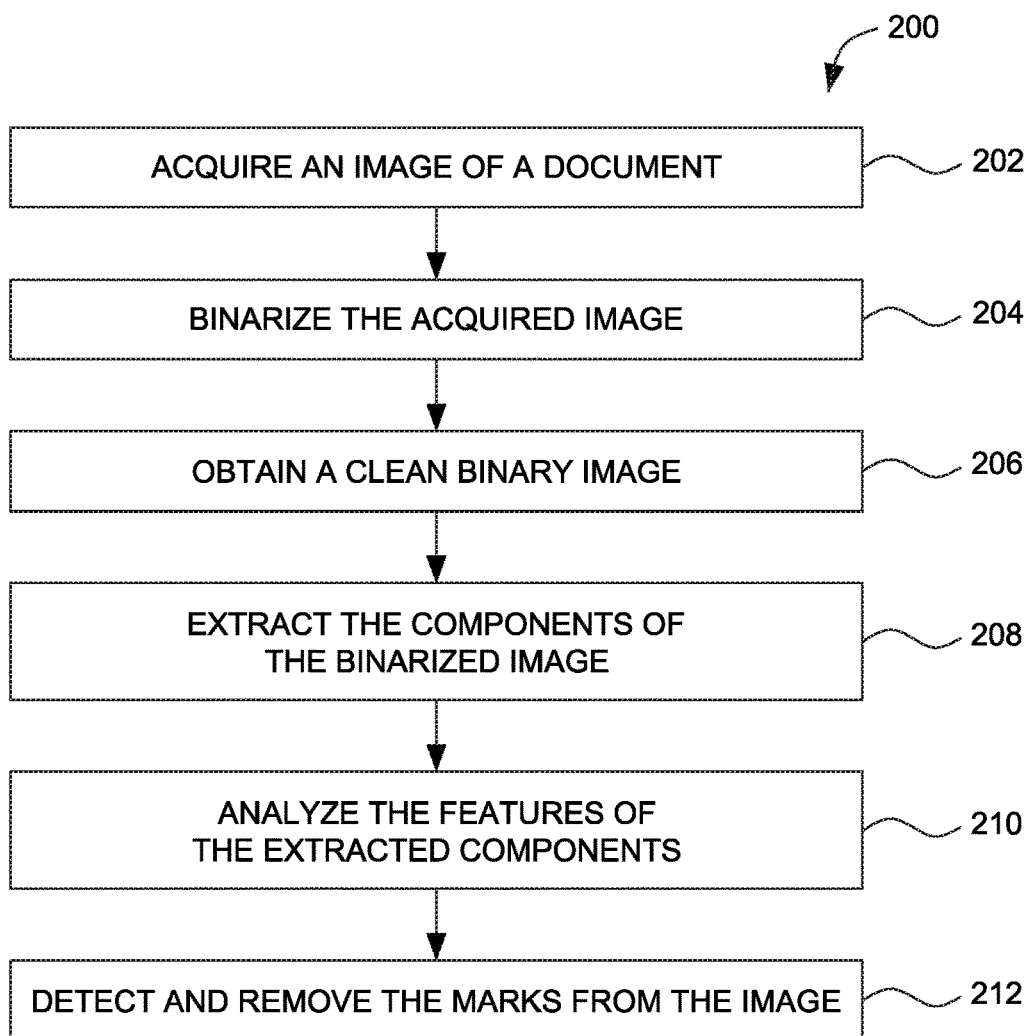 200
ACQUIRE AN IMAGE OF A DOCUMENT
202
BINARIZE THE ACQUIRED IMAGE
204
OBTAIN A CLEAN BINARY IMAGE
206
EXTRACT THE COMPONENTS OF
THE BINARIZED IMAGE
208
ANALYZE THE FEATURES OF
THE EXTRACTED COMPONENTS
210
DETECT AND REMOVE THE MARKS FROM THE IMAGE
212